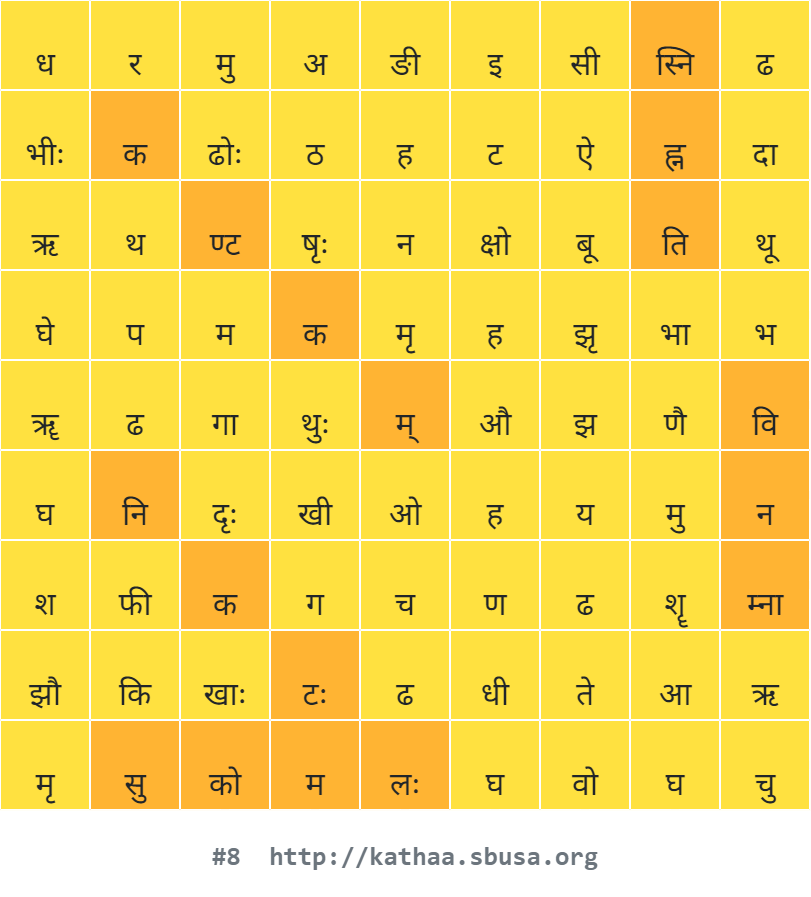 ध र मु अ ङी इ सी स्नि ढ
भीः क ढोः ठ ह ट ऐ ह्न दा
ऋ थ ण्ट षृः न क्षो बू ति थू
घे प म क मृ ह झृ भा भ
ॠ ढ गा थुः म् औ झ णै वि
घ नि दृः खी ओ ह य मु न
श फी क ग च ण ढ शॄ म्ना
झौ कि खाः टः ढ धी ते आ ऋ
मृ सु को म लः घ वो घ चु
#8 http://kathaa.sbusa.org